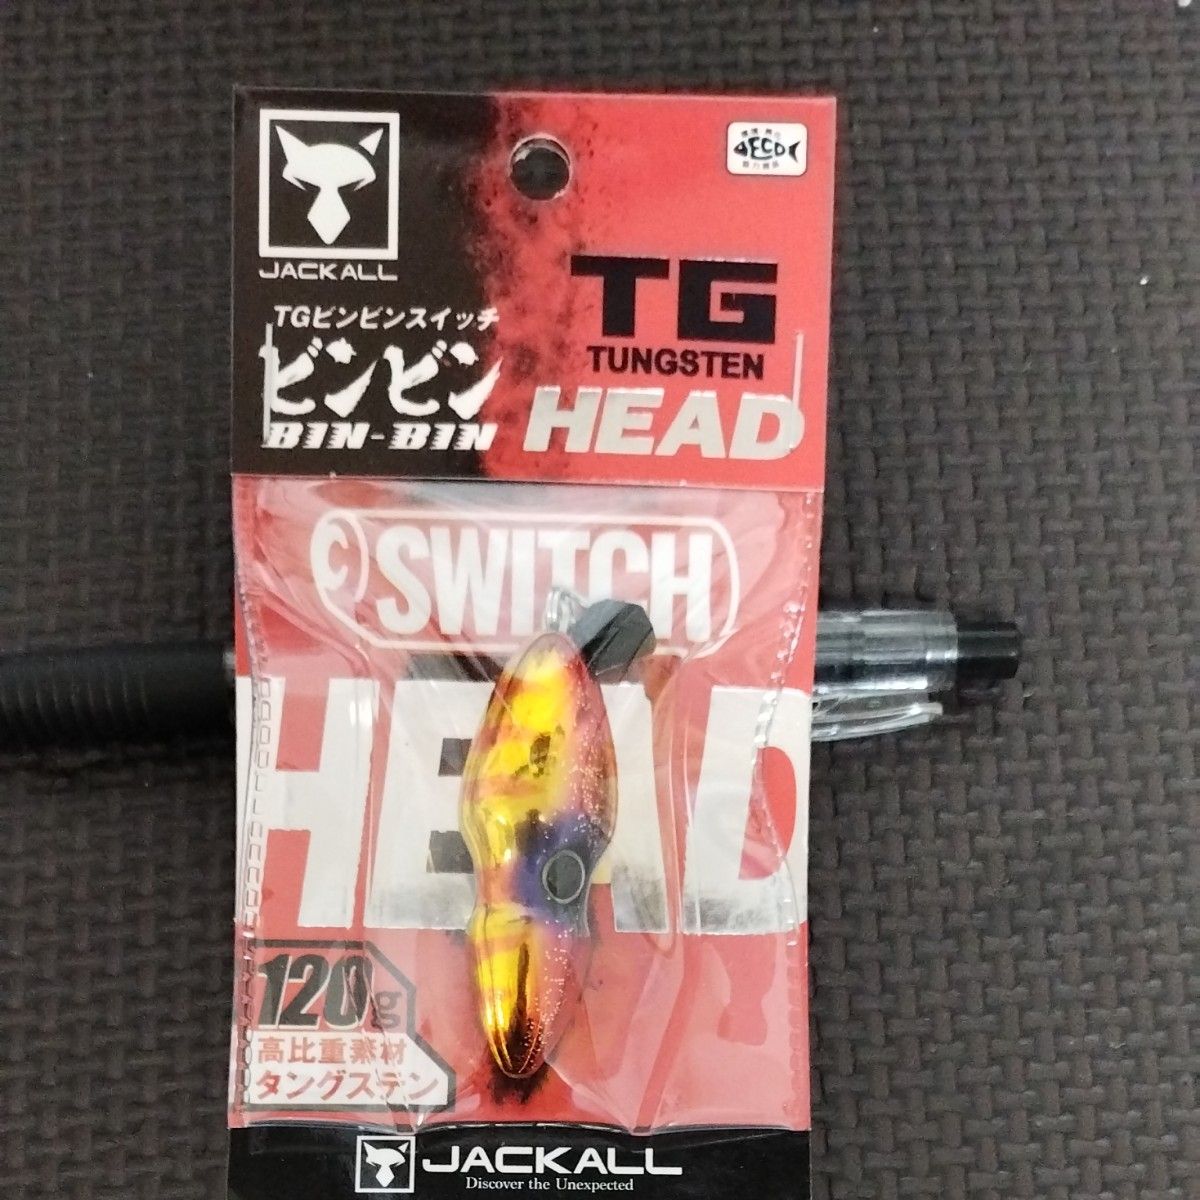 JACKALL
ECO
TGビンビンスイッチ
ビンビン
BIN-BIN
TG
TUNGSTEN
HEAD
SWITCH
HEAD
120g
高比重素材
タングステン
JACKALL
Discover the Unexpected